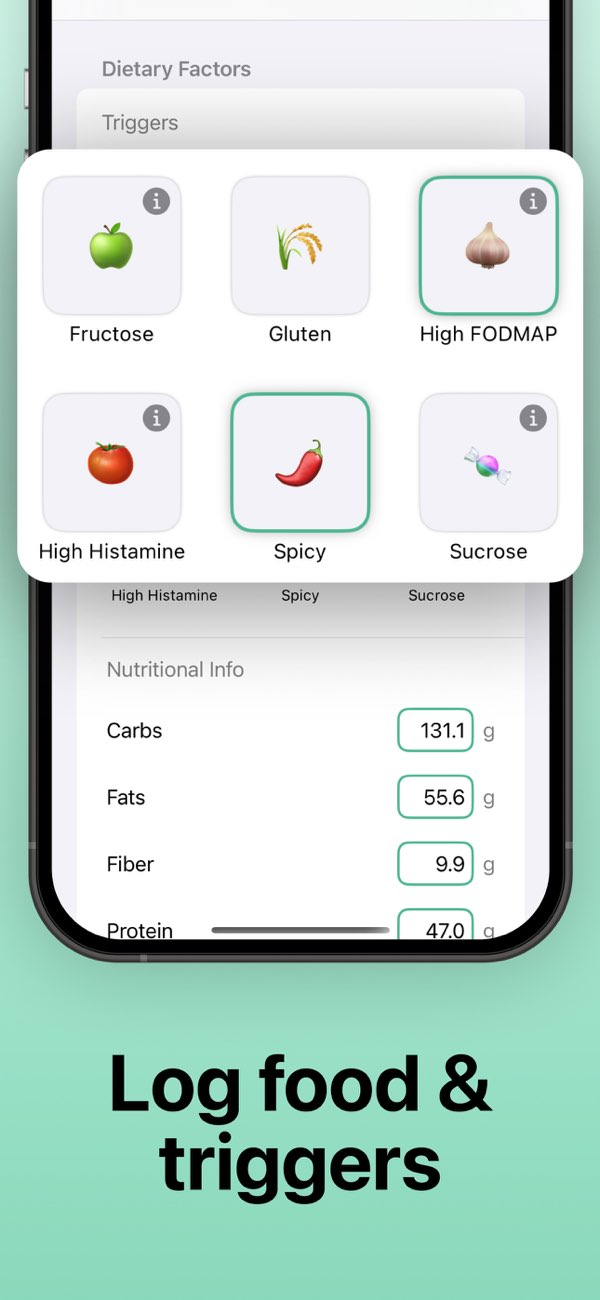 Dietary Factors
Triggers
Fructose
Gluten
High FODMAP
High Histamine
Spicy
Sucrose
High Histamine
Spicy
Sucrose
Nutritional Info
Carbs 131.1 g
Fats 55.6 g
Fiber 9.9 g
Protein 47.0 g
Log food &
triggers